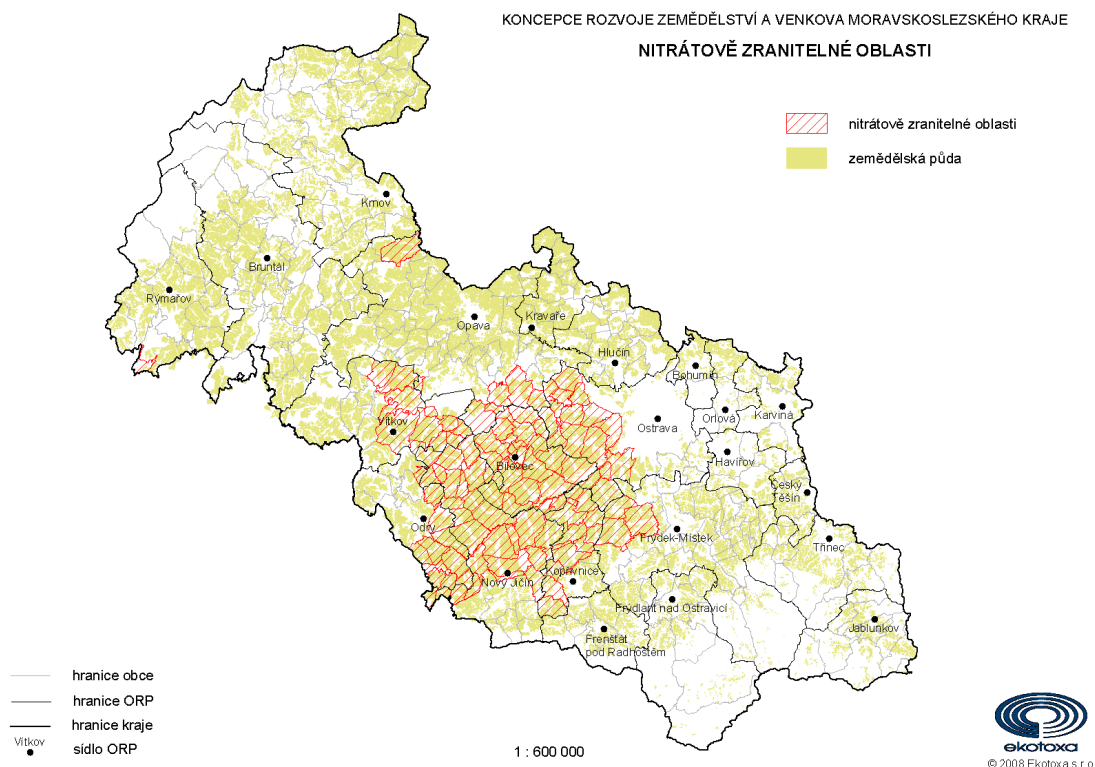 KONCEPCE ROZVOJE ZEMĚDĚLSTVÍ A VENKOVA MORAVSKOSLEZSKÉHO KRAJE
NITRÁTOVĚ ZRANITELNÉ OBLASTI
nitrátově zranitelné oblasti
zemědělská půda
Krnov
Bruntál
Rýmařov
Opava
Kravaře
Hlučín
Bohumín
Ostrava
Orlová
Karviná
Vítkov
Havířov
Bílovec
Český
Těšín
Odry
Frýdek-Místek
Třinec
Nový Jičín
Kopřivnice
Frýdlant nad Ostravicí
Jablunkov
Frenštát
pod Radhoštěm
hranice obce
hranice ORP
hranice kraje
Vítkov
sídlo ORP
1 : 600 000
ekotoxa
© 2008 Ekotoxa s.r.o